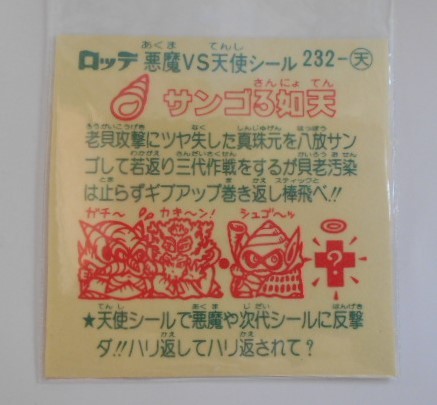 ロッテ 悪魔VS天使シール 232-天
サンゴる如天
老貝攻撃にツヤ失した真珠元を八放サン
ゴして若返り三代作戦をするが貝老汚染
は止らずギブアップ巻き返し棒飛べ!!
ガチ〜 カキ〜ン! シュゴ〜ッ
?
★天使シールで悪魔や次代シールに反撃
ダ!!ハリ返してハリ返されて?